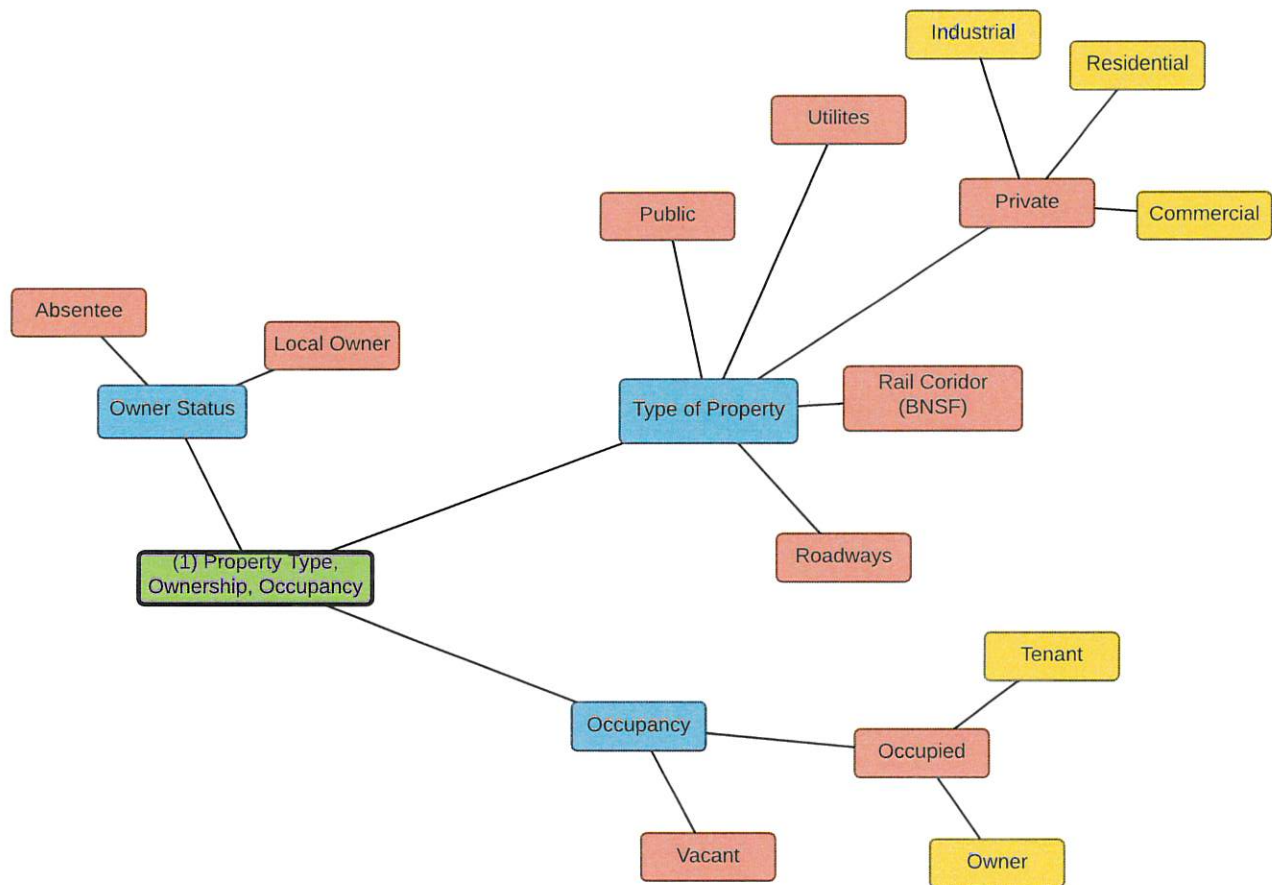 Industrial
Residential
Utilites
Private
Public
Commercial
Absentee
Local Owner
Owner Status
Type of Property
Rail Coridor
(BNSF)
Roadways
(1) Property Type,
Ownership, Occupancy
Tenant
Occupancy
Occupied
Vacant
Owner